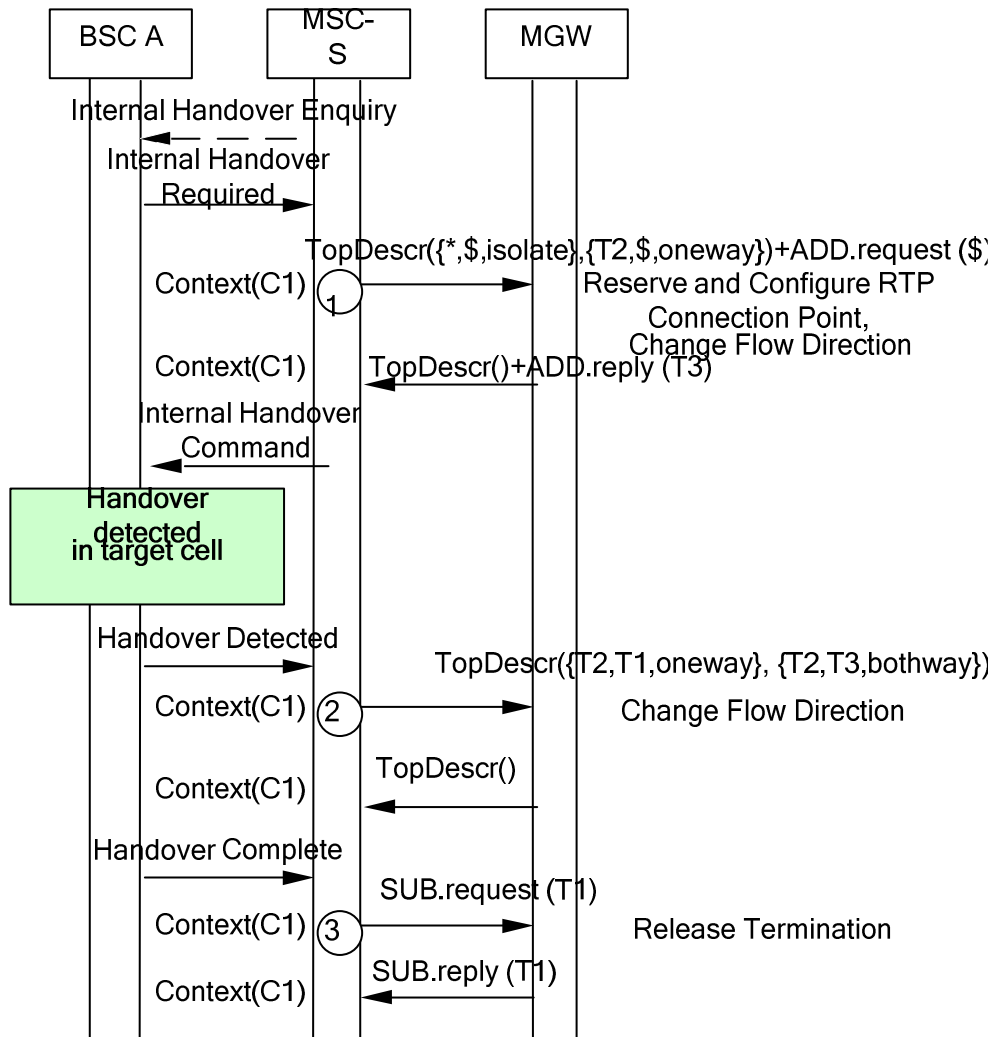 BSC A
MSC-
S
MGW
Internal Handover Enquiry
Internal Handover
Required
TopDescr({*,$,isolate},{T2,$,oneway})+ADD.request ($)
Context(C1)
1
Reserve and Configure RTP
Connection Point,
Change Flow Direction
Context(C1)
TopDescr()+ADD.reply (T3)
Internal Handover
Command
Handover
detected
in target cell
Handover Detected
TopDescr({T2,T1,oneway}, {T2,T3,bothway})
Context(C1)
2
Change Flow Direction
TopDescr()
Context(C1)
Handover Complete
SUB.request (T1)
Context(C1)
3
Release Termination
SUB.reply (T1)
Context(C1)